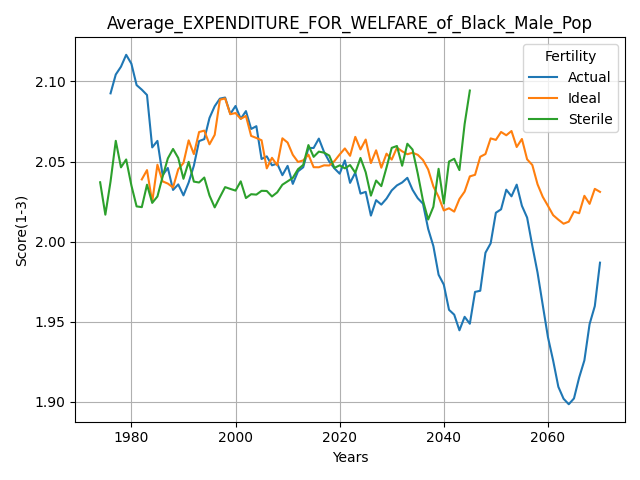 Average_EXPENDITURE_FOR_WELFARE_of_Black_Male_Pop
Fertility
Actual
Ideal
Sterile
Score(1-3)
2.10
2.05
2.00
1.95
1.90
1980 2000 2020 2040 2060
Years